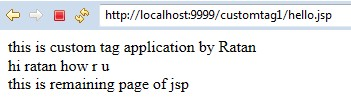 http://localhost:9999/customtag1/hello.jsp
this is custom tag application by Ratan
hi ratan how r u
this is remaining page of jsp